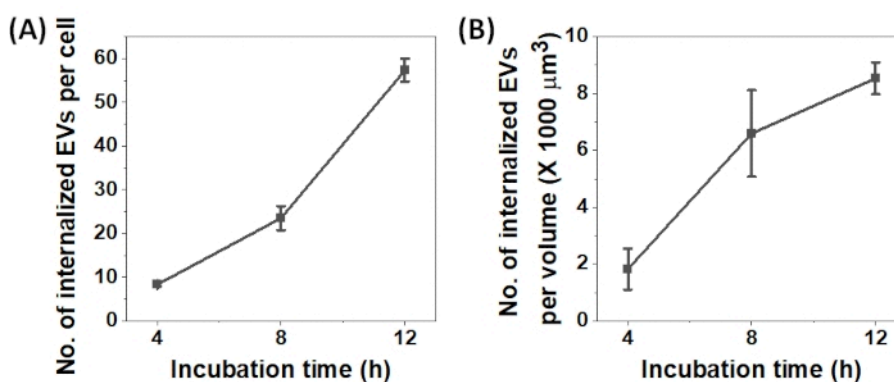 (A)
No. of internalized EVs per cell
60
50
40
30
20
10
0
4
8
12
Incubation time (h)
(B)
No. of internalized EVs
per volume (X 1000 μm³)
10
8
6
4
2
0
4
8
12
Incubation time (h)